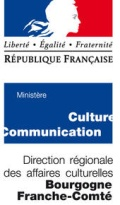 Liberté • Égalité • Fraternité
RÉPUBLIQUE FRANÇAISE
Ministère
Culture
Communication
Direction régionale
des affaires culturelles
Bourgogne
Franche-Comté